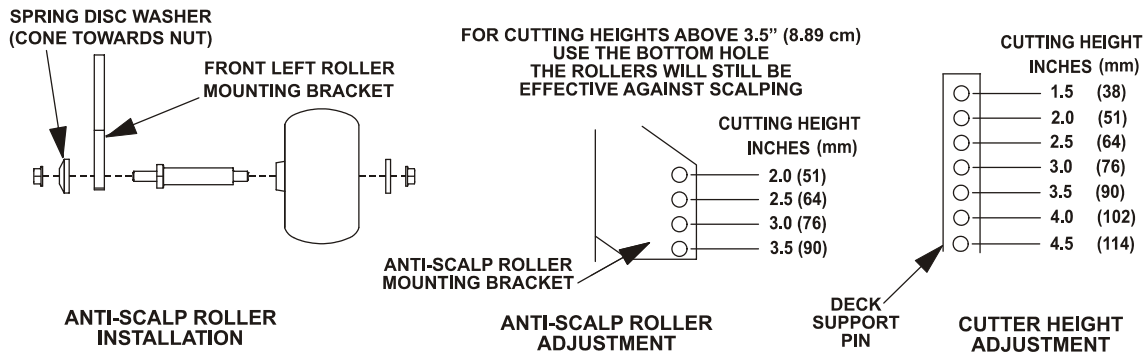 SPRING DISC WASHER
(CONE TOWARDS NUT)
FRONT LEFT ROLLER
MOUNTING BRACKET
ANTI-SCALP ROLLER
INSTALLATION
FOR CUTTING HEIGHTS ABOVE 3.5” (8.89 cm)
USE THE BOTTOM HOLE
THE ROLLERS WILL STILL BE
EFFECTIVE AGAINST SCALPING
CUTTING HEIGHT
INCHES (mm)
2.0 (51)
2.5 (64)
3.0 (76)
3.5 (90)
ANTI-SCALP ROLLER
MOUNTING BRACKET
ANTI-SCALP ROLLER
ADJUSTMENT
CUTTING HEIGHT
INCHES (mm)
1.5 (38)
2.0 (51)
2.5 (64)
3.0 (76)
3.5 (90)
4.0 (102)
4.5 (114)
DECK
SUPPORT
PIN
CUTTER HEIGHT
ADJUSTMENT